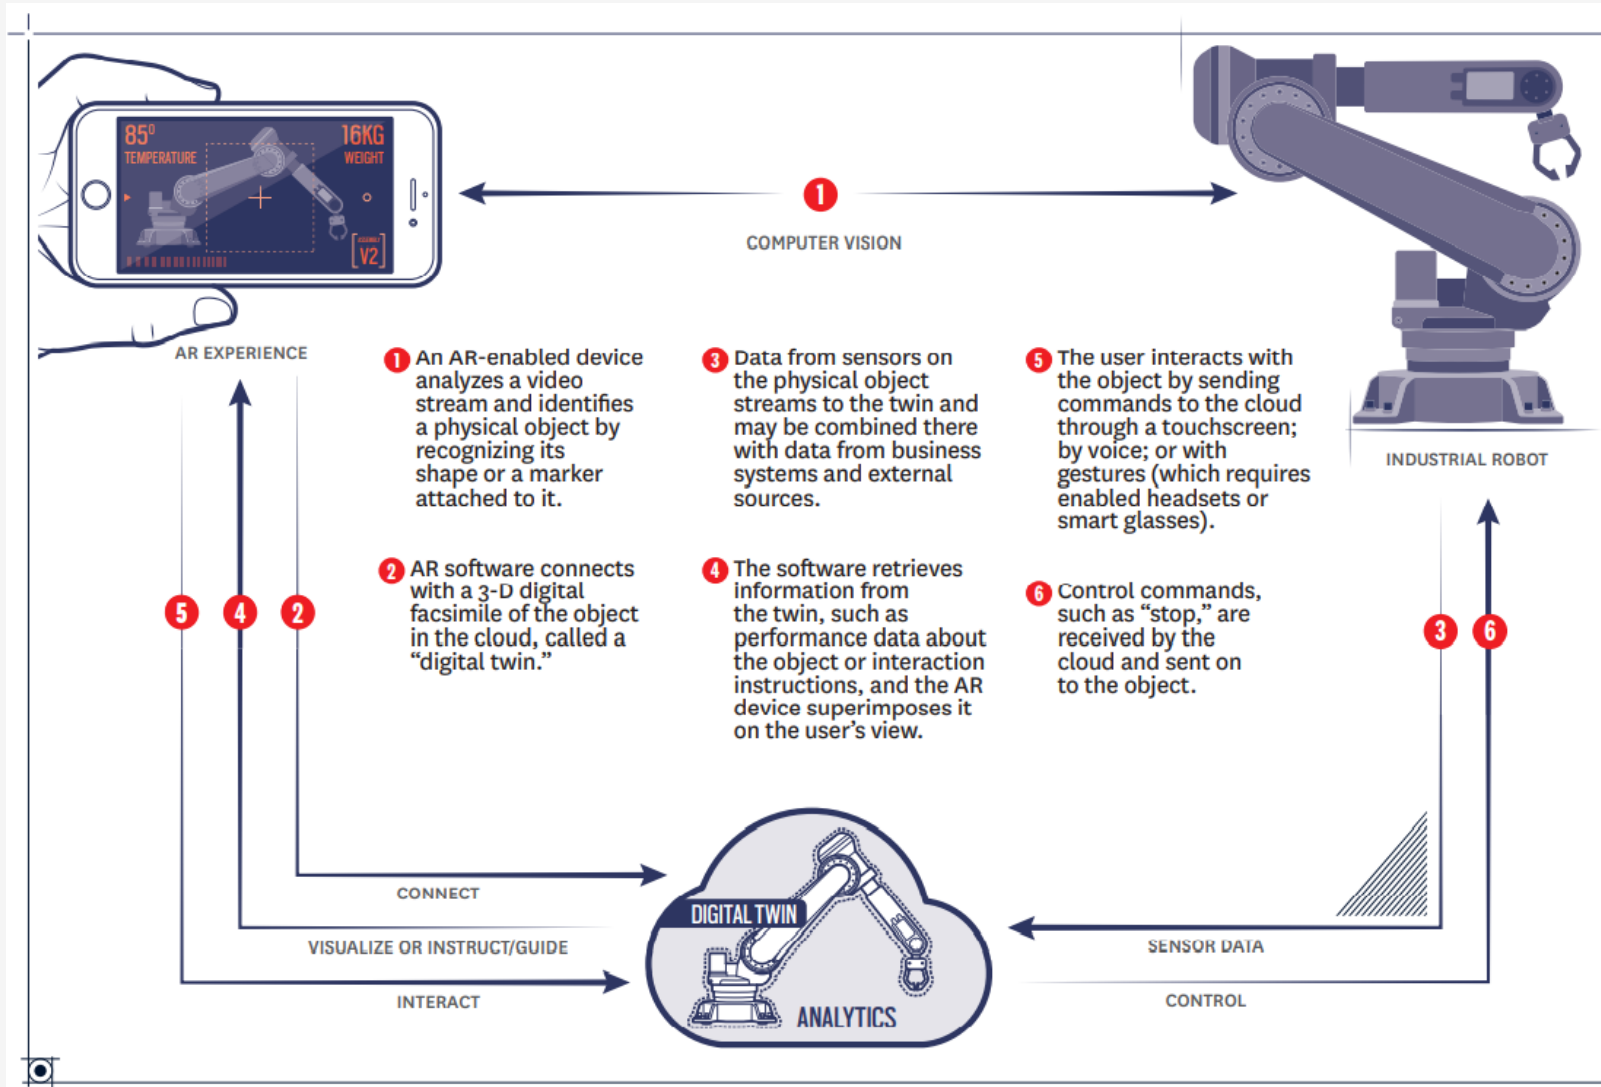 85°
TEMPERATURE
16KG
WEIGHT
ASSEMBLY
V2
1
COMPUTER VISION
AR EXPERIENCE
INDUSTRIAL ROBOT
1 An AR-enabled device
analyzes a video
stream and identifies
a physical object by
recognizing its
shape or a marker
attached to it.
2 AR software connects
with a 3-D digital
facsimile of the object
in the cloud, called a
“digital twin.”
3 Data from sensors on
the physical object
streams to the twin and
may be combined there
with data from business
systems and external
sources.
4 The software retrieves
information from
the twin, such as
performance data about
the object or interaction
instructions, and the AR
device superimposes it
on the user’s view.
5 The user interacts with
the object by sending
commands to the cloud
through a touchscreen;
by voice; or with
gestures (which requires
enabled headsets or
smart glasses).
6 Control commands,
such as “stop,” are
received by the
cloud and sent on
to the object.
5 4 2
3 6
CONNECT
VISUALIZE OR INSTRUCT/GUIDE
INTERACT
DIGITAL TWIN
ANALYTICS
SENSOR DATA
CONTROL